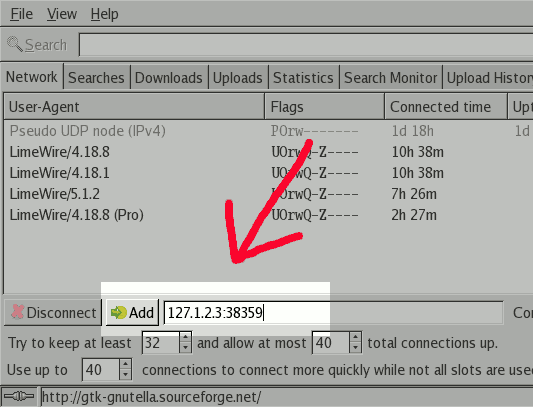 File View Help
Search
Network Searches Downloads Uploads Statistics Search Monitor Upload History
User-Agent Flags Connected time Upt
Pseudo UDP node (IPv4) POrw------- 1d 18h 1d
LimeWire/4.18.8 UOrwQ-Z---- 10h 38m
LimeWire/4.18.1 UOrwQ-Z---- 10h 38m
LimeWire/5.1.2 UOrwQ-Z---- 7h 26m
LimeWire/4.18.8 (Pro) UOrwQ-Z---- 2h 27m
Disconnect Add 127.1.2.3:38359 Con
Try to keep at least 32 and allow at most 40 total connections up.
Use up to 40 connections to connect more quickly while not all slots are used
http://gtk-gnutella.sourceforge.net/